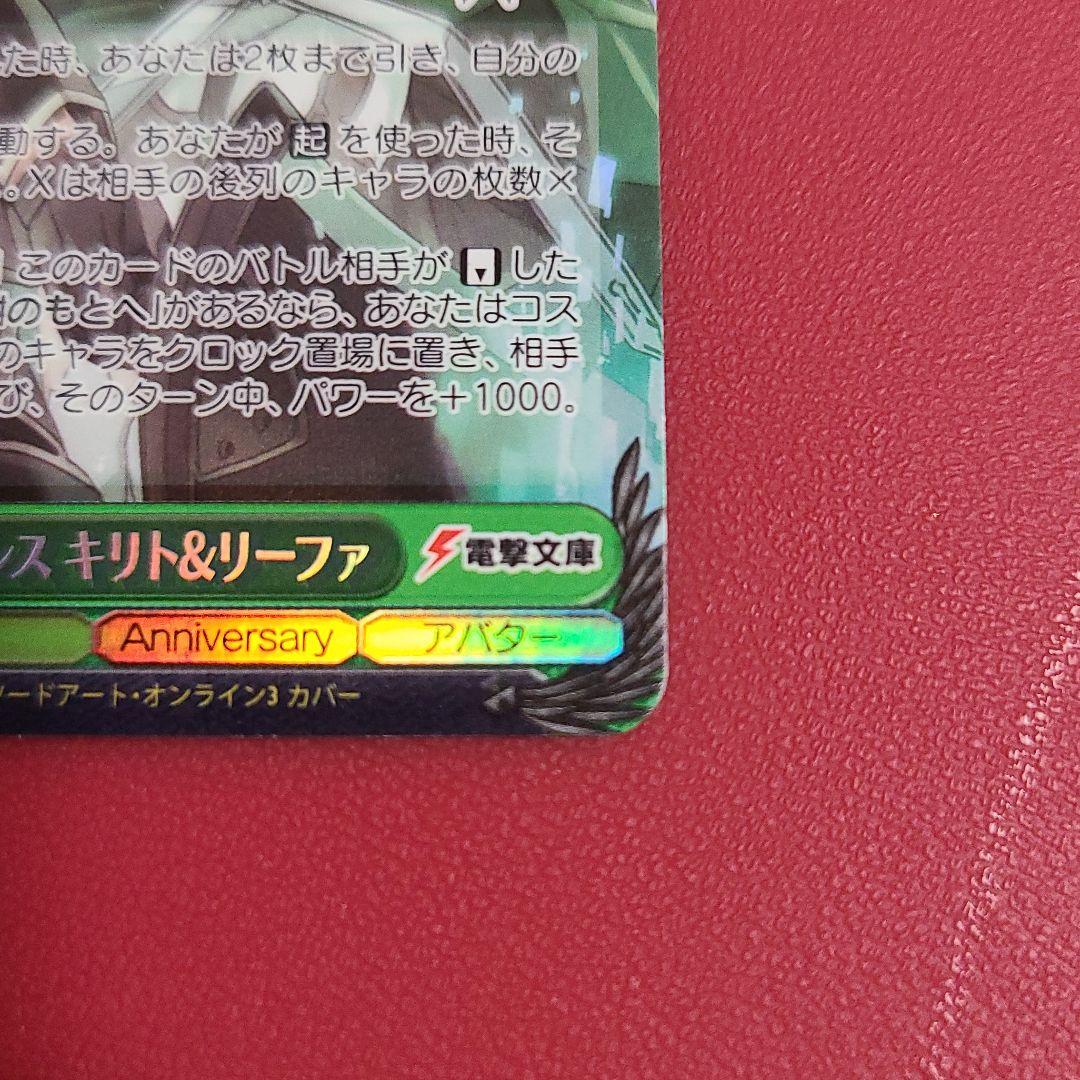 た時、あなたは2枚まで引き、自分の
動する。あなたが 起 を使った時、そ
。Xは相手の後列のキャラの枚数×
このカードのバトル相手が した
のもとへ」があるなら、あなたはコス
のキャラをクロック置場に置き、相手
び、そのターン中、パワーを＋1000。
ンス キリト&リーファ
電撃文庫
Anniversary アバター
ソードアート・オンライン3 カバー